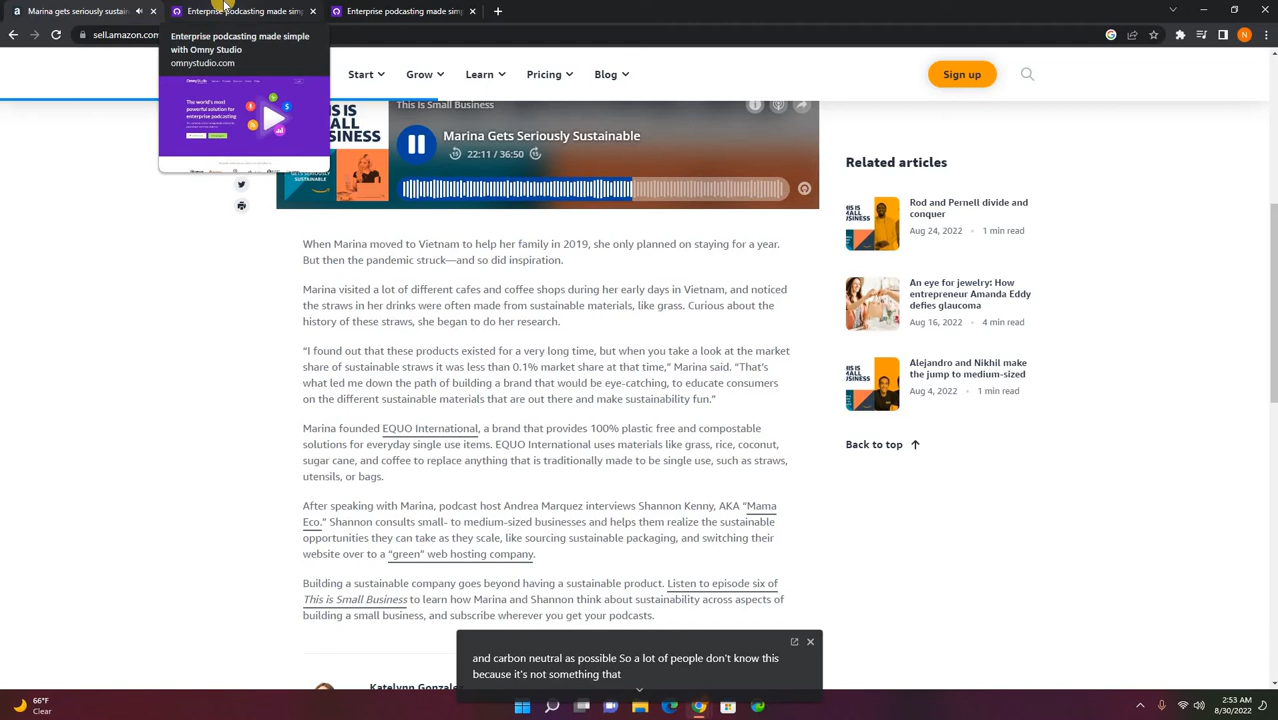 Marina gets seriously sustainable
Enterprise podcasting made sim
Enterprise podcasting made sim
sell.amazon.com
Enterprise podcasting made simple
with Omny Studio
omnystudio.com
OmnyStudio
The world's most
powerful solution for
enterprise podcasting
Start
Grow
Learn
Pricing
Blog
Sign up
N
This Is Small Business
Marina Gets Seriously Sustainable
22:11 / 36:50
Related articles
Rod and Pernell divide and
conquer
Aug 24, 2022 • 1 min read
An eye for jewelry: How
entrepreneur Amanda Eddy
defies glaucoma
Aug 16, 2022 • 4 min read
Alejandro and Nikhil make
the jump to medium-sized
Aug 4, 2022 • 1 min read
Back to top
When Marina moved to Vietnam to help her family in 2019, she only planned on staying for a year.
But then the pandemic struck—and so did inspiration.
Marina visited a lot of different cafes and coffee shops during her early days in Vietnam, and noticed
the straws in her drinks were often made from sustainable materials, like grass. Curious about the
history of these straws, she began to do her research.
“I found out that these products existed for a very long time, but when you take a look at the market
share of sustainable straws it was less than 0.1% market share at that time,” Marina said. “That’s
what led me down the path of building a brand that would be eye-catching, to educate consumers
on the different sustainable materials that are out there and make sustainability fun.”
Marina founded EQUO International, a brand that provides 100% plastic free and compostable
solutions for everyday single use items. EQUO International uses materials like grass, rice, coconut,
sugar cane, and coffee to replace anything that is traditionally made to be single use, such as straws,
utensils, or bags.
After speaking with Marina, podcast host Andrea Marquez interviews Shannon Kenny, AKA “Mama
Eco.” Shannon consults small- to medium-sized businesses and helps them realize the sustainable
opportunities they can take as they scale, like sourcing sustainable packaging, and switching their
website over to a “green” web hosting company.
Building a sustainable company goes beyond having a sustainable product. Listen to episode six of
This is Small Business to learn how Marina and Shannon think about sustainability across aspects of
building a small business, and subscribe wherever you get your podcasts.
Katelynn Gonzalez
and carbon neutral as possible So a lot of people don't know this
because it's not something that
66°F
Clear
2:53 AM
8/30/2022